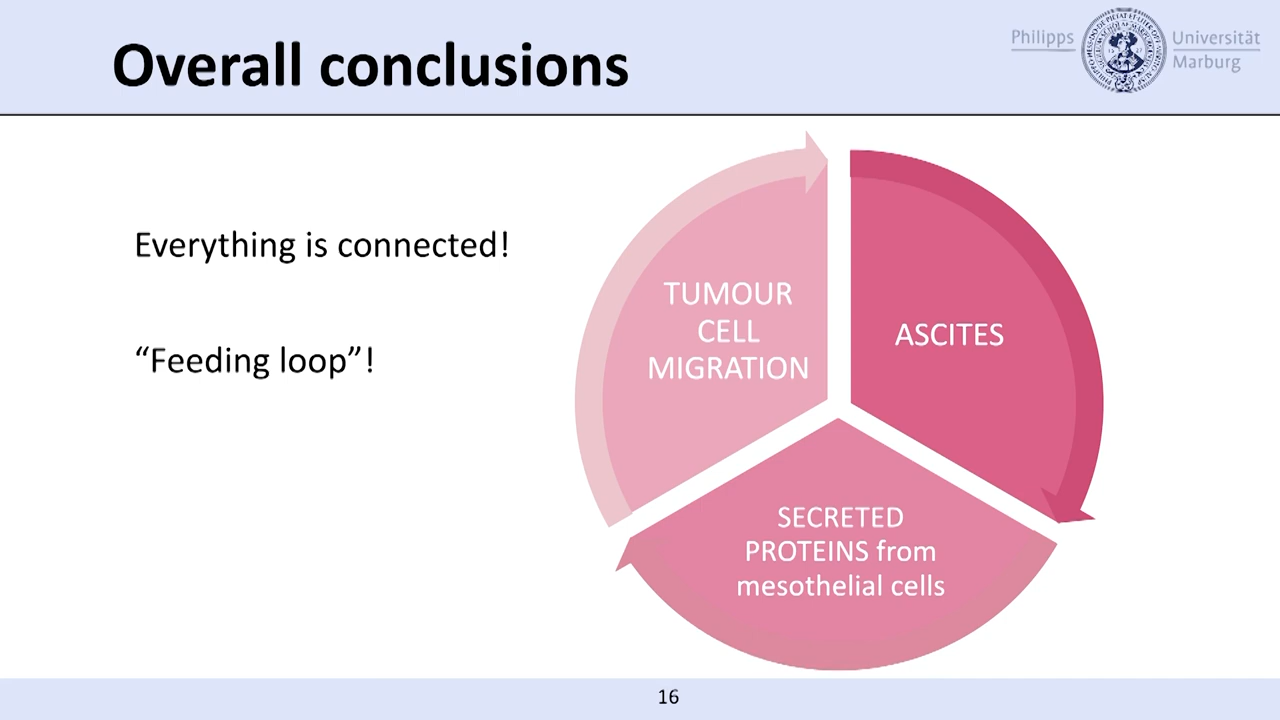 Overall conclusions
Philipps
Universität
Marburg
Everything is connected!
“Feeding loop”!
TUMOUR
CELL
MIGRATION
ASCITES
SECRETED
PROTEINS from
mesothelial cells
16